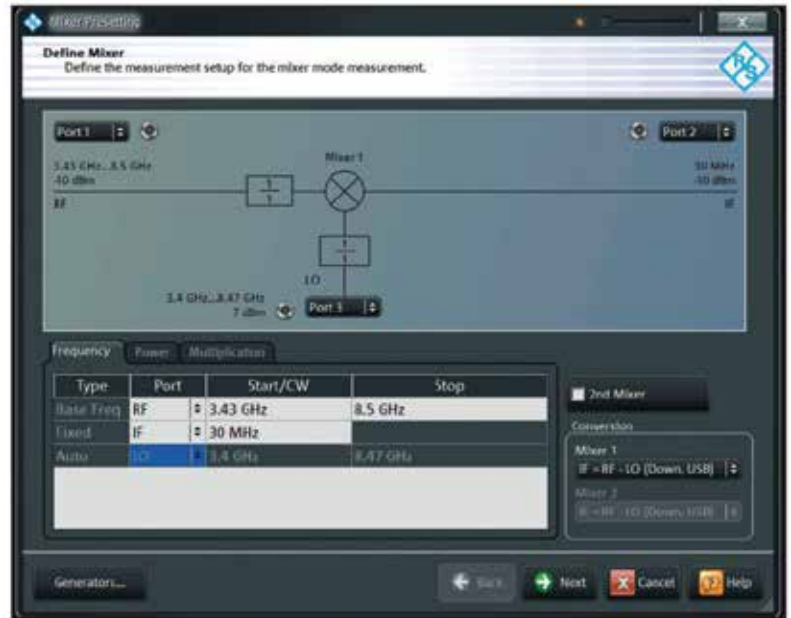 Mixer Presetting
Define Mixer
Define the measurement setup for the mixer mode measurement.
R&S
Port 1
Port 2
3.43 GHz...8.5 GHz
-10 dBm
RF
Mixer 1
30 MHz
-10 dBm
IF
1
1
1
1
LO
3.4 GHz...8.47 GHz
7 dBm
Port 3
Frequency Power Multiplication
Type Port Start/CW Stop
Base Freq RF 3.43 GHz 8.5 GHz
Fixed IF 30 MHz
Auto LO 3.4 GHz 8.47 GHz
2nd Mixer
Conversion
Mixer 1
IF = RF - LO (Down, USB)
Mixer 2
IF = RF - LO (Down, USB)
Generators...
Back Next Cancel Help